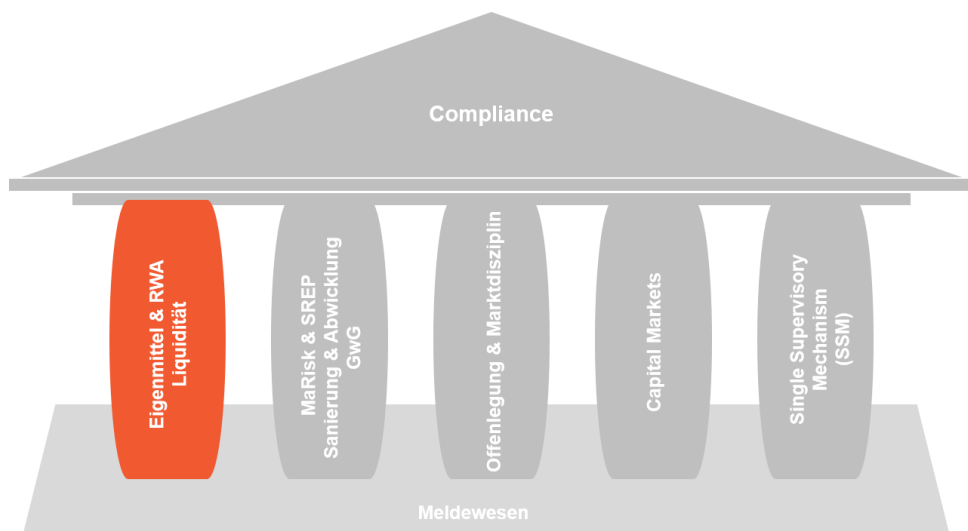 Compliance
Eigenmittel & RWA
Liquidität
MaRisk & SREP
Sanierung & Abwicklung
GwG
Offenlegung & Marktdisziplin
Capital Markets
Single Supervisory
Mechanism
(SSM)
Meldewesen